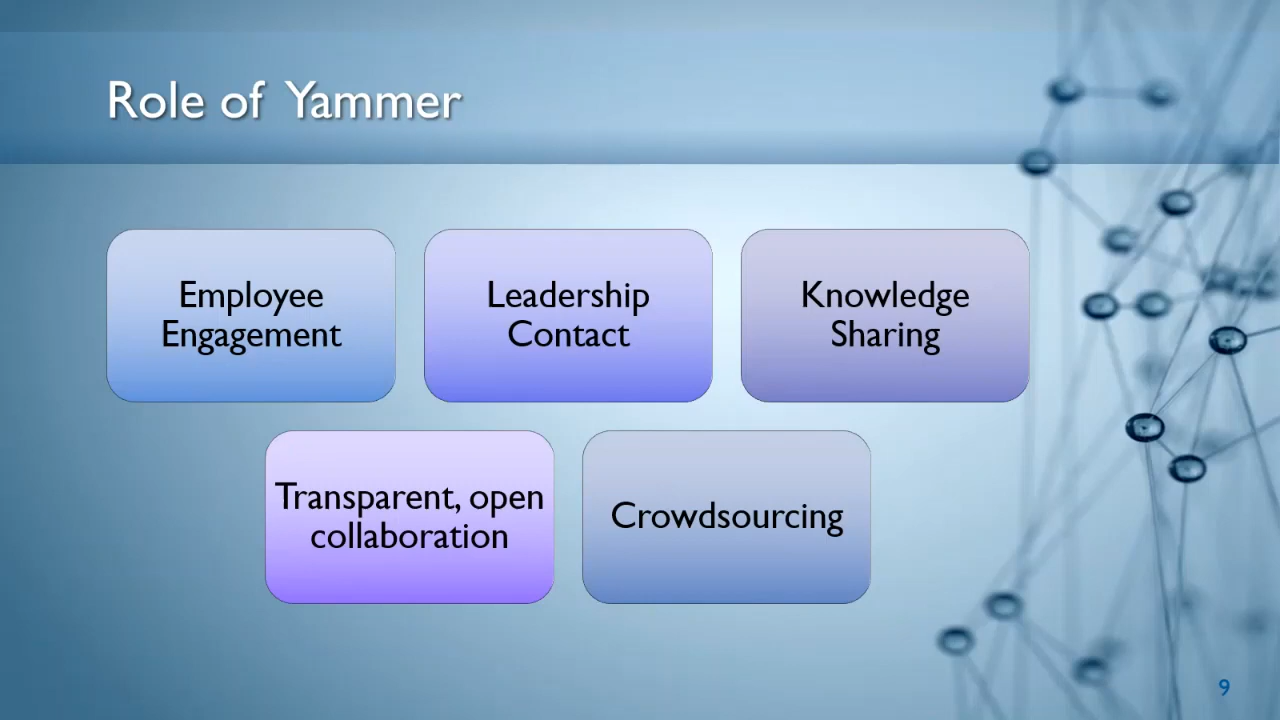 Role of Yammer
Employee
Engagement
Leadership
Contact
Knowledge
Sharing
Transparent, open
collaboration
Crowdsourcing
9